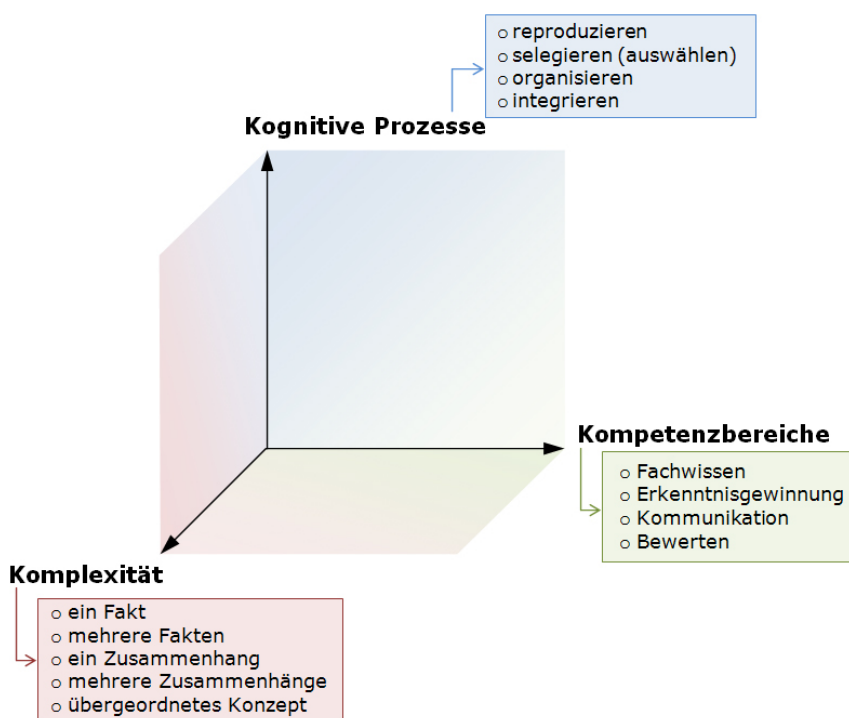 ○ reproduzieren
○ selegieren (auswählen)
○ organisieren
○ integrieren
Kognitive Prozesse
Kompetenzbereiche
○ Fachwissen
○ Erkenntnisgewinnung
○ Kommunikation
○ Bewerten
Komplexität
○ ein Fakt
○ mehrere Fakten
○ ein Zusammenhang
○ mehrere Zusammenhänge
○ übergeordnetes Konzept